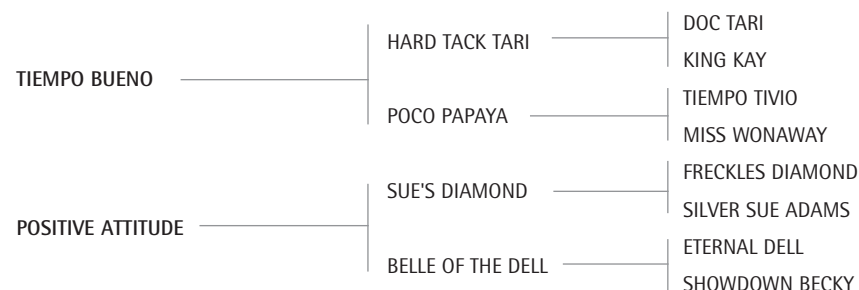 DOC TARI
HARD TACK TARI
KING KAY
TIEMPO BUENO
TIEMPO TIVIO
POCO PAPAYA
MISS WONAWAY
FRECKLES DIAMOND
SUE'S DIAMOND
SILVER SUE ADAMS
POSITIVE ATTITUDE
ETERNAL DELL
BELLE OF THE DELL
SHOWDOWN BECKY